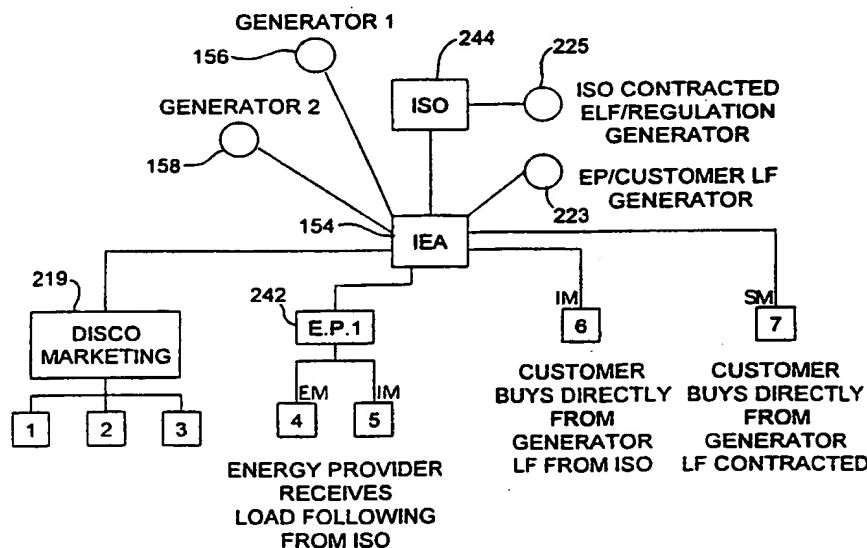 GENERATOR 1
156
244
225
ISO
ISO CONTRACTED
ELF/REGULATION
GENERATOR
GENERATOR 2
158
EP/CUSTOMER LF
GENERATOR
223
154
IEA
219
DISCO
MARKETING
242
E.P.1
IM
6
SM
7
EM
4
IM
5
1
2
3
CUSTOMER
BUYS DIRECTLY
FROM
GENERATOR
LF FROM ISO
CUSTOMER
BUYS DIRECTLY
FROM
GENERATOR
LF CONTRACTED
ENERGY PROVIDER
RECEIVES
LOAD FOLLOWING
FROM ISO